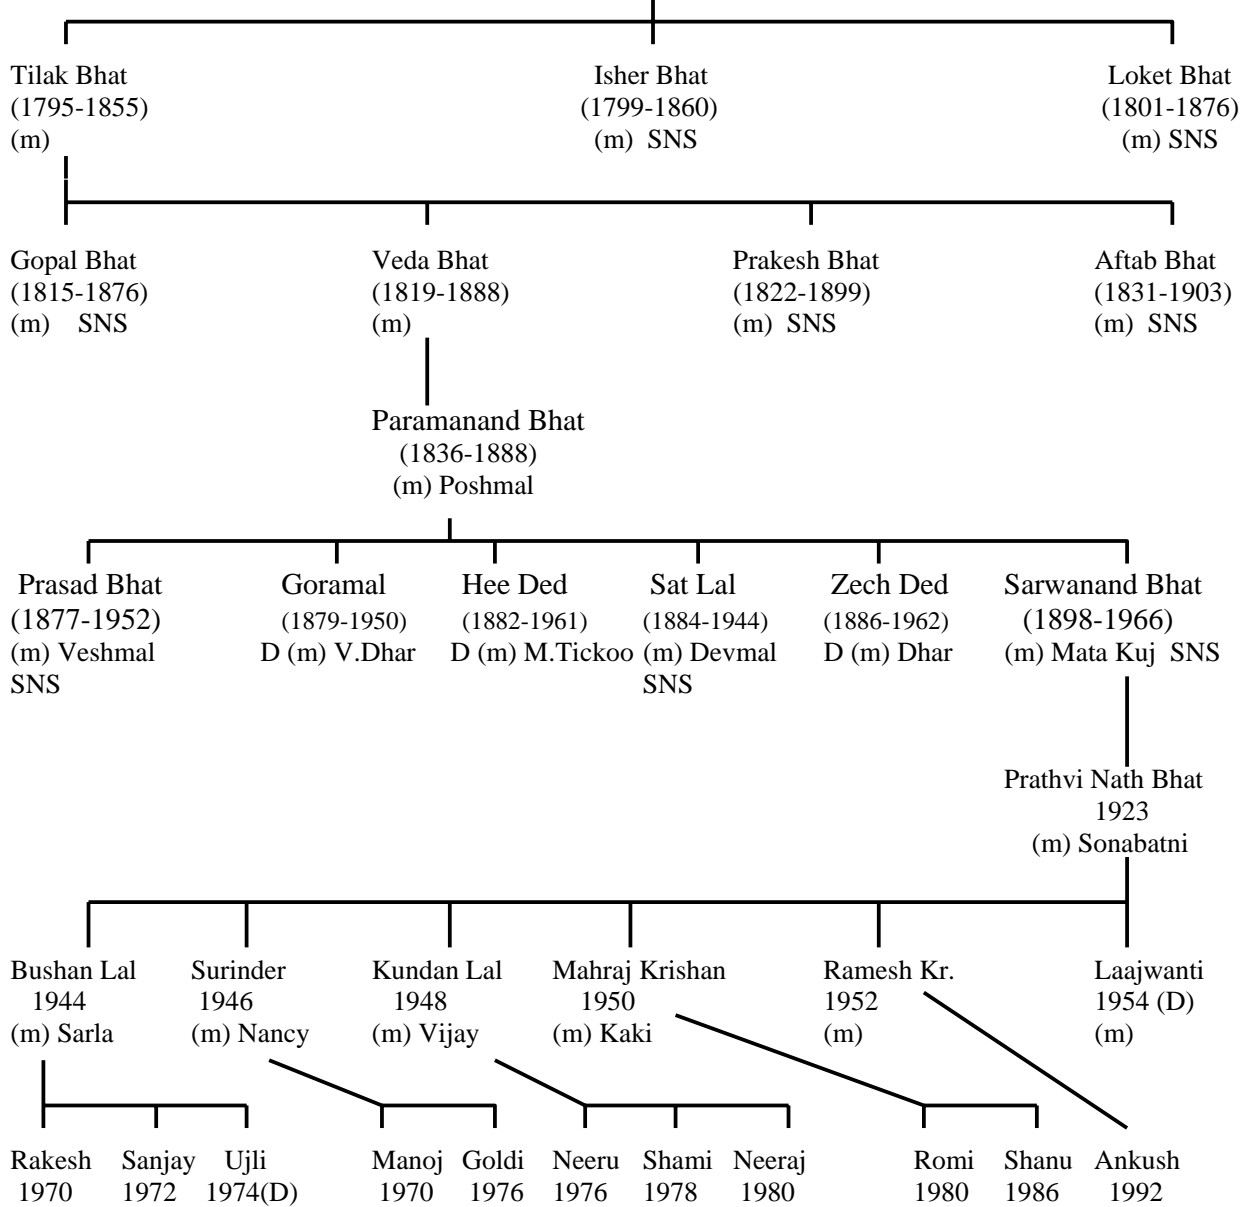 Tilak Bhat Isher Bhat Loket Bhat
(1795-1855) (1799-1860) (1801-1876)
(m) (m) SNS (m) SNS
Gopal Bhat Veda Bhat Prakesh Bhat Aftab Bhat
(1815-1876) (1819-1888) (1822-1899) (1831-1903)
(m) SNS (m) (m) SNS (m) SNS
Paramanand Bhat
(1836-1888)
(m) Poshmal
Prasad Bhat Goramal Hee Ded Sat Lal Zech Ded Sarwanand Bhat
(1877-1952) (1879-1950) (1882-1961) (1884-1944) (1886-1962) (1898-1966)
(m) Veshmal D (m) V.Dhar D (m) M.Tickoo (m) Devmal D (m) Dhar (m) Mata Kuj SNS
SNS SNS
Prathvi Nath Bhat
1923
(m) Sonabatni
Bushan Lal Surinder Kundan Lal Mahraj Krishan Ramesh Kr. Laajwanti
1944 1946 1948 1950 1952 1954 (D)
(m) Sarla (m) Nancy (m) Vijay (m) Kaki (m) (m)
Rakesh Sanjay Ujli Manoj Goldi Neeru Shami Neeraj Romi Shanu Ankush
1970 1972 1974(D) 1970 1976 1976 1978 1980 1980 1986 1992